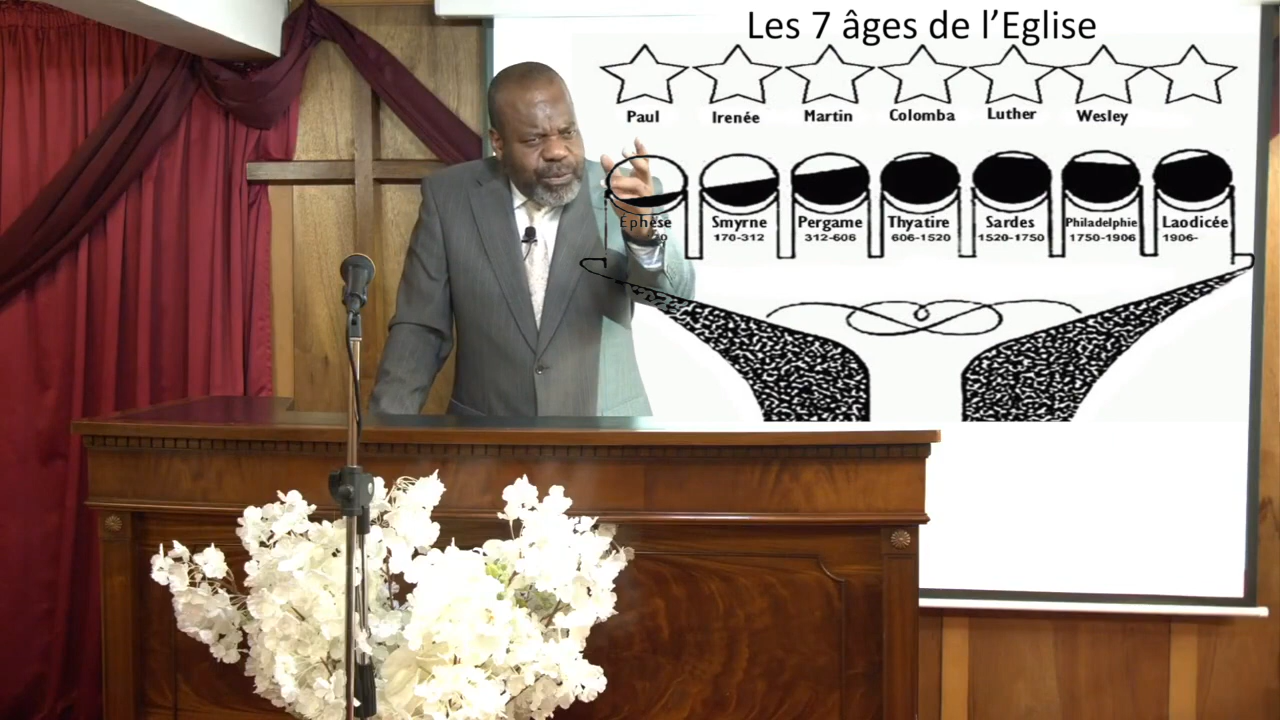 Les 7 âges de l’Eglise
Paul Irenée Martin Colomba Luther Wesley
Éphèse Smyrne Pergame Thyatire Sardes Philadelphie Laodicée
170-312 312-606 606-1520 1520-1750 1750-1906 1906-